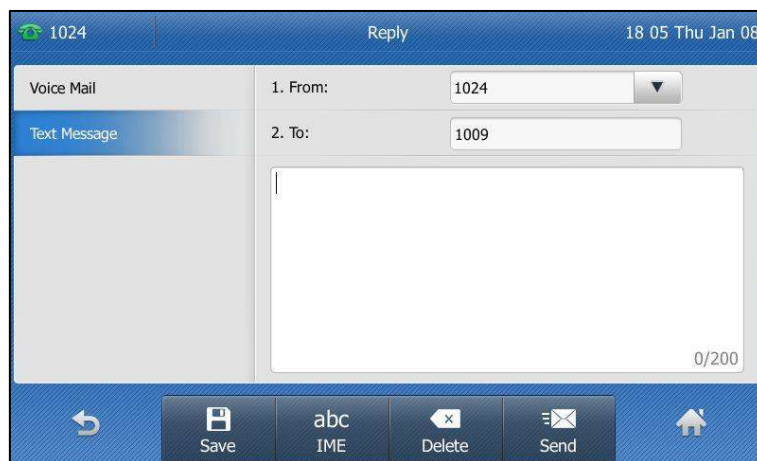 1024 Reply 18 05 Thu Jan 08
Voice Mail 1. From: 1024
Text Message 2. To: 1009
0/200
abc
Save IME Delete Send